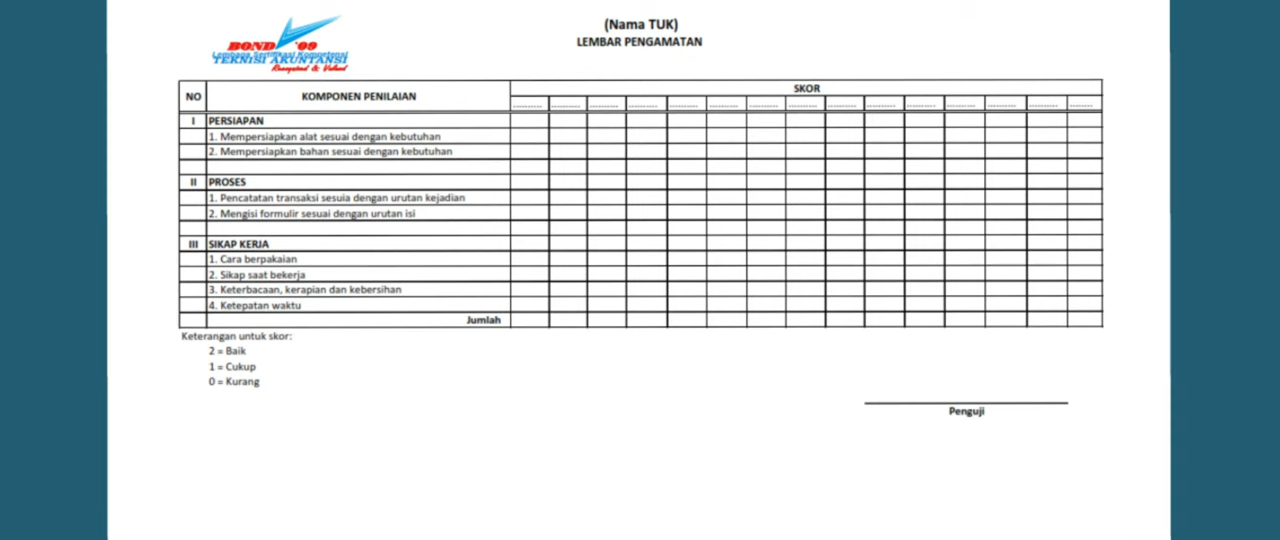 (Nama TUK)
LEMBAR PENGAMATAN
BOND '09
Lembaga Sertifikasi Kompetensi
TEKNISI AKUNTANSI
NO KOMPONEN PENILAIAN SKOR
I PERSIAPAN
1. Mempersiapkan alat sesuai dengan kebutuhan
2. Mempersiapkan bahan sesuai dengan kebutuhan
II PROSES
1. Pencatatan transaksi sesuia dengan urutan kejadian
2. Mengisi formulir sesuai dengan urutan isi
III SIKAP KERJA
1. Cara berpakaian
2. Sikap saat bekerja
3. Keterbacaan, kerapian dan kebersihan
4. Ketepatan waktu
Jumlah
Keterangan untuk skor:
2 = Baik
1 = Cukup
0 = Kurang
Penguji